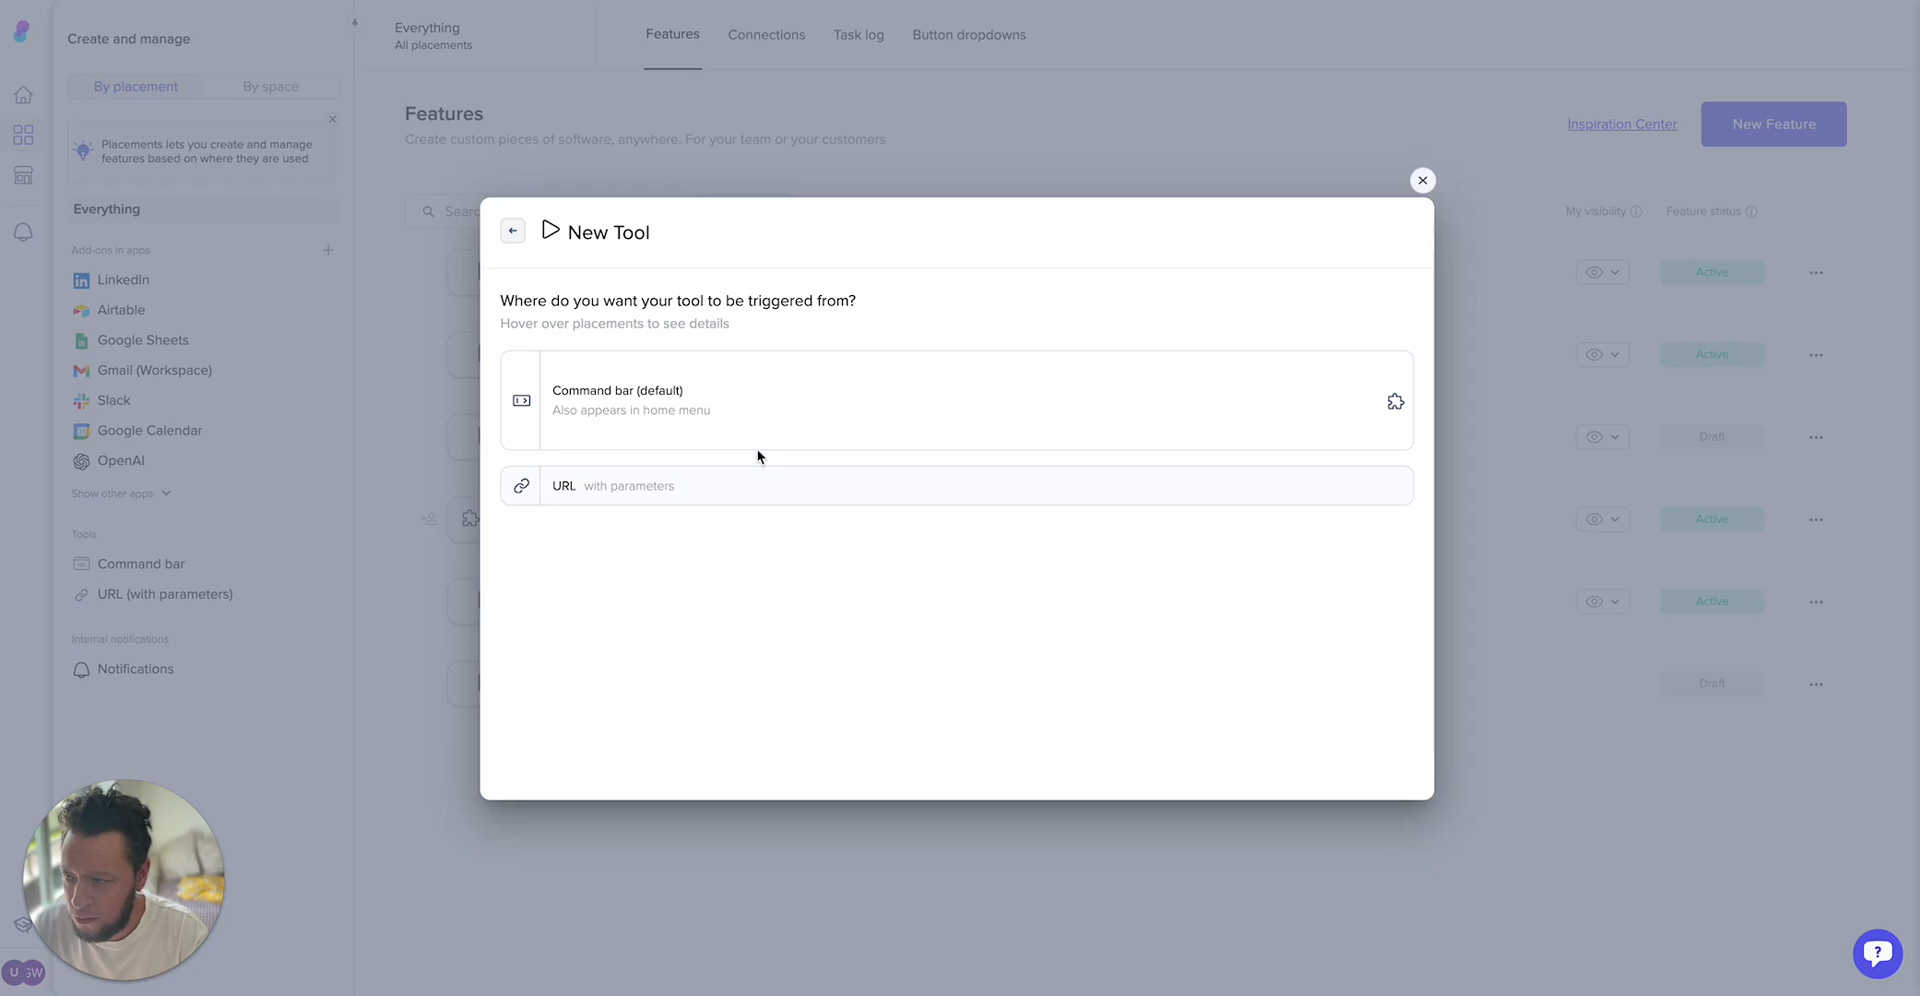 Create and manage
By placement
By space
Placements lets you create and manage
features based on where they are used
Everything
Add-ons in apps
LinkedIn
Airtable
Google Sheets
Gmail (Workspace)
Slack
Google Calendar
OpenAI
Show other apps
Tools
Command bar
URL (with parameters)
Internal notifications
Notifications
U
GW
Everything
All placements
Features
Connections
Task log
Button dropdowns
Features
Create custom pieces of software, anywhere. For your team or your customers
Inspiration Center
New Feature
My visibility
Feature status
Active
Active
Draft
Active
Active
Draft
New Tool
Where do you want your tool to be triggered from?
Hover over placements to see details
Command bar (default)
Also appears in home menu
URL with parameters